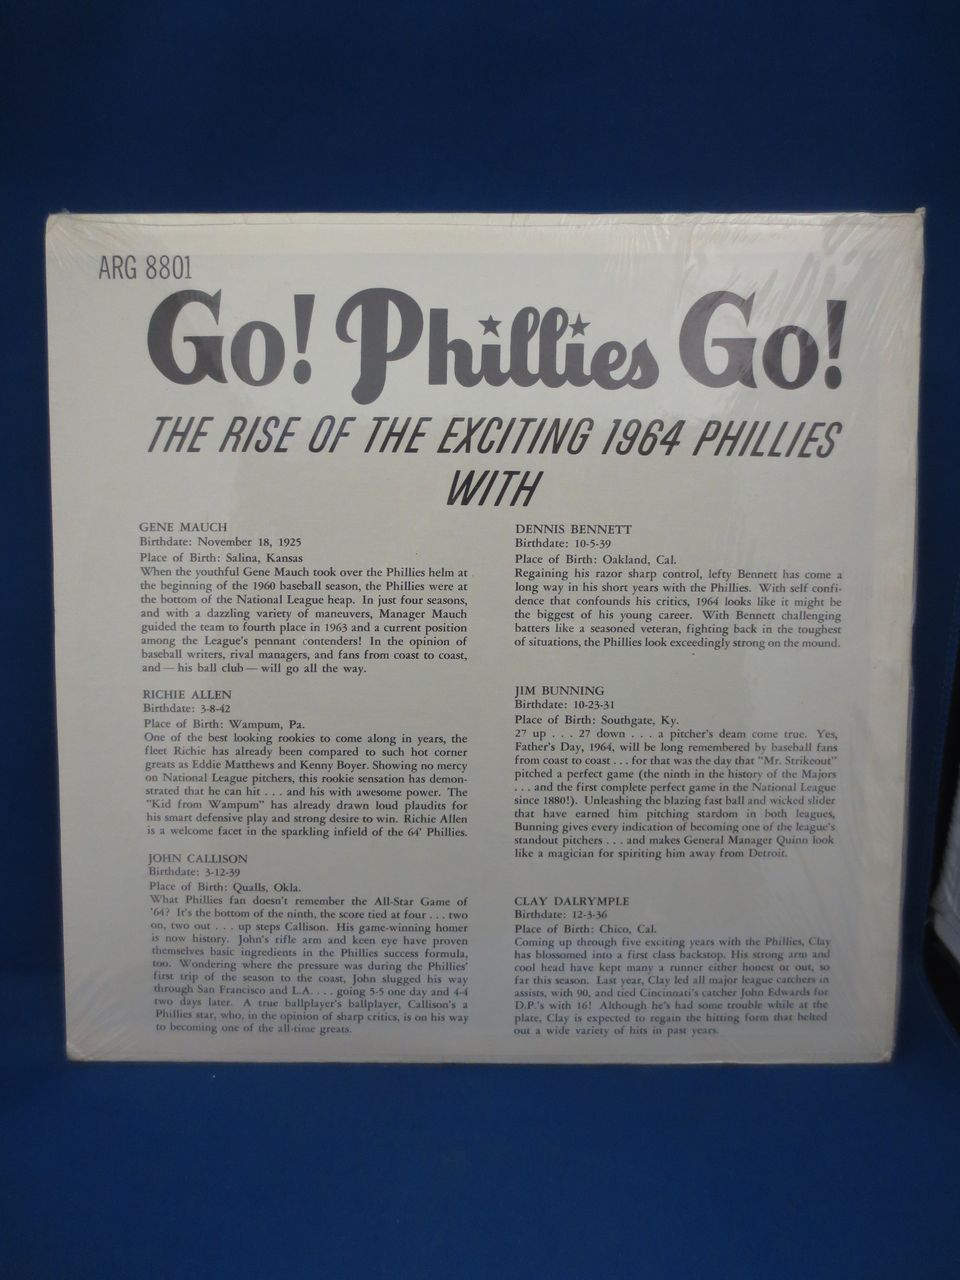 ARG 8801
Go! Phillies Go!
THE RISE OF THE EXCITING 1964 PHILLIES
WITH
GENE MAUCH
Birthdate: November 18, 1925
Place of Birth: Salina, Kansas
When the youthful Gene Mauch took over the Phillies helm at
the beginning of the 1960 baseball season, the Phillies were at
the bottom of the National League heap. In just four seasons,
and with a dazzling variety of maneuvers, Manager Mauch
guided the team to fourth place in 1963 and a current position
among the League's pennant contenders! In the opinion of
baseball writers, rival managers, and fans from coast to coast,
and — his ball club — will go all the way.
RICHIE ALLEN
Birthdate: 3-8-42
Place of Birth: Wampum, Pa.
One of the best looking rookies to come along in years, the
fleet Richie has already been compared to such hot corner
greats as Eddie Matthews and Kenny Boyer. Showing no mercy
on National League pitchers, this rookie sensation has demon-
strated that he can hit . . . and his with awesome power. The
"Kid from Wampum" has already drawn loud plaudits for
his smart defensive play and strong desire to win. Richie Allen
is a welcome facet in the sparkling infield of the 64' Phillies.
JOHN CALLISON
Birthdate: 3-12-39
Place of Birth: Qualls, Okla.
What Phillies fan doesn't remember the All-Star Game of
'64? It's the bottom of the ninth, the score tied at four . . . two
on, two out . . . up steps Callison. His game-winning homer
is now history. John's rifle arm and keen eye have proven
themselves basic ingredients in the Phillies success formula,
too. Wondering where the pressure was during the Phillies'
first trip of the season to the coast, John slugged his way
through San Francisco and L.A. . . . going 5-5 one day and 4-4
two days later. A true ballplayer's ballplayer, Callison's a
Phillies star, who, in the opinion of sharp critics, is on his way
to becoming one of the all-time greats.
DENNIS BENNETT
Birthdate: 10-5-39
Place of Birth: Oakland, Cal.
Regaining his razor sharp control, lefty Bennett has come a
long way in his short years with the Phillies. With self confi-
dence that confounds his critics, 1964 looks like it might be
the biggest of his young career. With Bennett challenging
batters like a seasoned veteran, fighting back in the toughest
of situations, the Phillies look exceedingly strong on the mound.
JIM BUNNING
Birthdate: 10-23-31
Place of Birth: Southgate, Ky.
27 up . . . 27 down . . . a pitcher's deam come true. Yes,
Father's Day, 1964, will be long remembered by baseball fans
from coast to coast . . . for that was the day that "Mr. Strikeout"
pitched a perfect game (the ninth in the history of the Majors
. . . and the first complete perfect game in the National League
since 1880!). Unleashing the blazing fast ball and wicked slider
that have earned him pitching stardom in both leagues,
Bunning gives every indication of becoming one of the league's
standout pitchers . . . and makes General Manager Quinn look
like a magician for spiriting him away from Detroit.
CLAY DALRYMPLE
Birthdate: 12-3-36
Place of Birth: Chico, Cal.
Coming up through five exciting years with the Phillies, Clay
has blossomed into a first class backstop. His strong arm and
cool head have kept many a runner either honest or out, so
far this season. Last year, Clay led all major league catchers in
assists, with 90, and tied Cincinnati's catcher John Edwards for
D.P.'s with 16! Although he's had some trouble while at the
plate, Clay is expected to regain the hitting form that belted
out a wide variety of hits in past years.